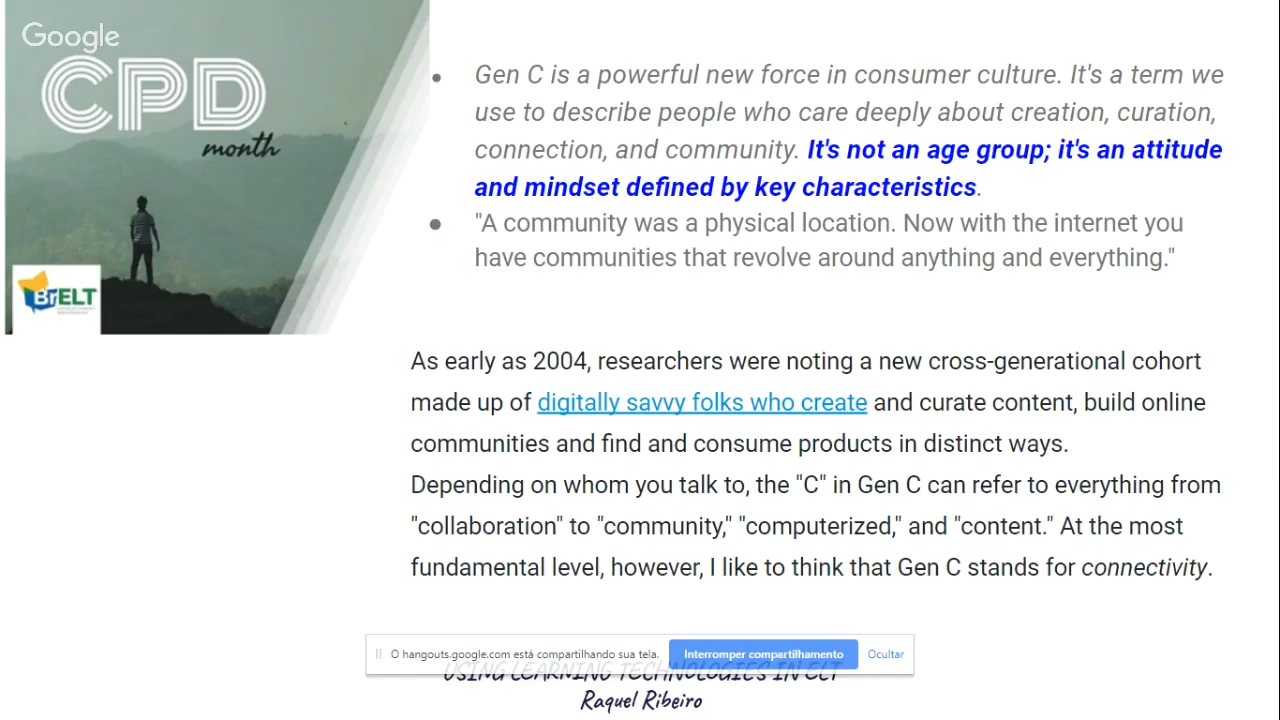 Google
CPD
month
BrELT
• Gen C is a powerful new force in consumer culture. It's a term we
use to describe people who care deeply about creation, curation,
connection, and community. It's not an age group; it's an attitude
and mindset defined by key characteristics.
• "A community was a physical location. Now with the internet you
have communities that revolve around anything and everything."
As early as 2004, researchers were noting a new cross-generational cohort
made up of digitally savvy folks who create and curate content, build online
communities and find and consume products in distinct ways.
Depending on whom you talk to, the "C" in Gen C can refer to everything from
"collaboration" to "community," "computerized," and "content." At the most
fundamental level, however, I like to think that Gen C stands for connectivity.
O hangouts.google.com está compartilhando sua tela. Interromper compartilhamento Ocultar
USING LEARNING TECHNOLOGIES IN ELT
Raquel Ribeiro